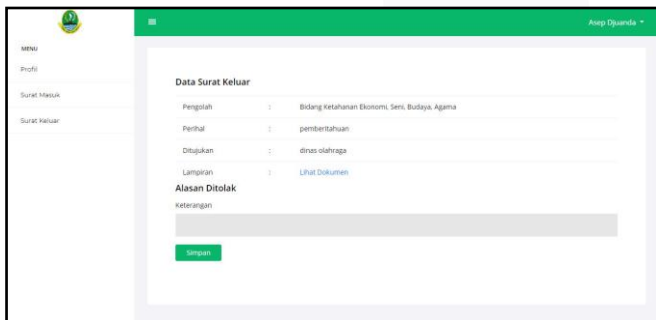 Asep Djuanda
MENU
Profil
Surat Masuk
Surat Keluar
Data Surat Keluar
Pengolah : Bidang Ketahanan Ekonomi, Seni, Budaya, Agama
Perihal : pemberitahuan
Ditujukan : dinas olahraga
Lampiran : Lihat Dokumen
Alasan Ditolak
Keterangan
Simpan